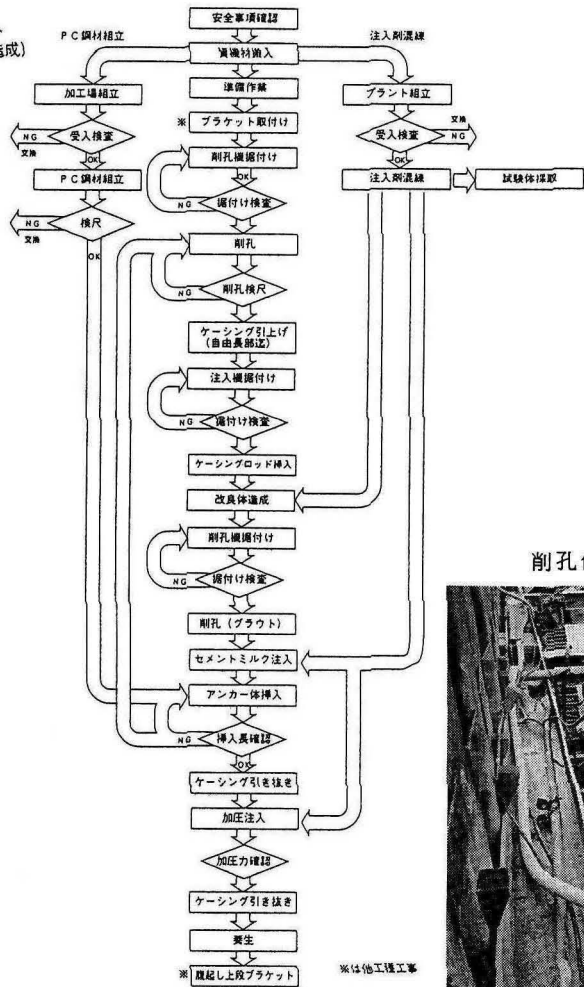 成)
PC鋼材組立
安全事項確認
注入剤混練
資機材搬入
加工場組立
準備作業
プラント組立
※ ブラケット取付け
NG
交換
受入検査
OK
受入検査
交換
NG
OK
削孔機据付け
OK
PC鋼材組立
注入剤混練
試験体採取
NG
据付け検査
NG
交換
検尺
OK
削孔
NG
削孔検尺
ケーシング引上げ
(自由長部迄)
注入機据付け
NG
据付け検査
ケーシングロッド挿入
改良体造成
削孔機据付け
NG
据付け検査
削孔
削孔(グラウト)
セメントミルク注入
アンカー体挿入
NG
挿入長確認
OK
ケーシング引き抜き
加圧注入
加圧力確認
ケーシング引き抜き
養生
※ 腹起し上段ブラケット
※は他工種工事